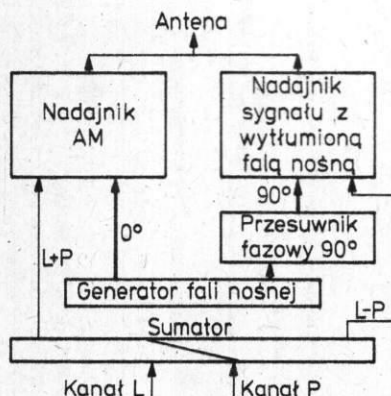 Antena
Nadajnik
AM
Nadajnik
sygnału z
wytłumioną
falą nośną
90°
0°
Przesuwnik
fazowy 90°
L+P
Generator fali nośnej
Sumator
L-P
Kanał L
Kanał P